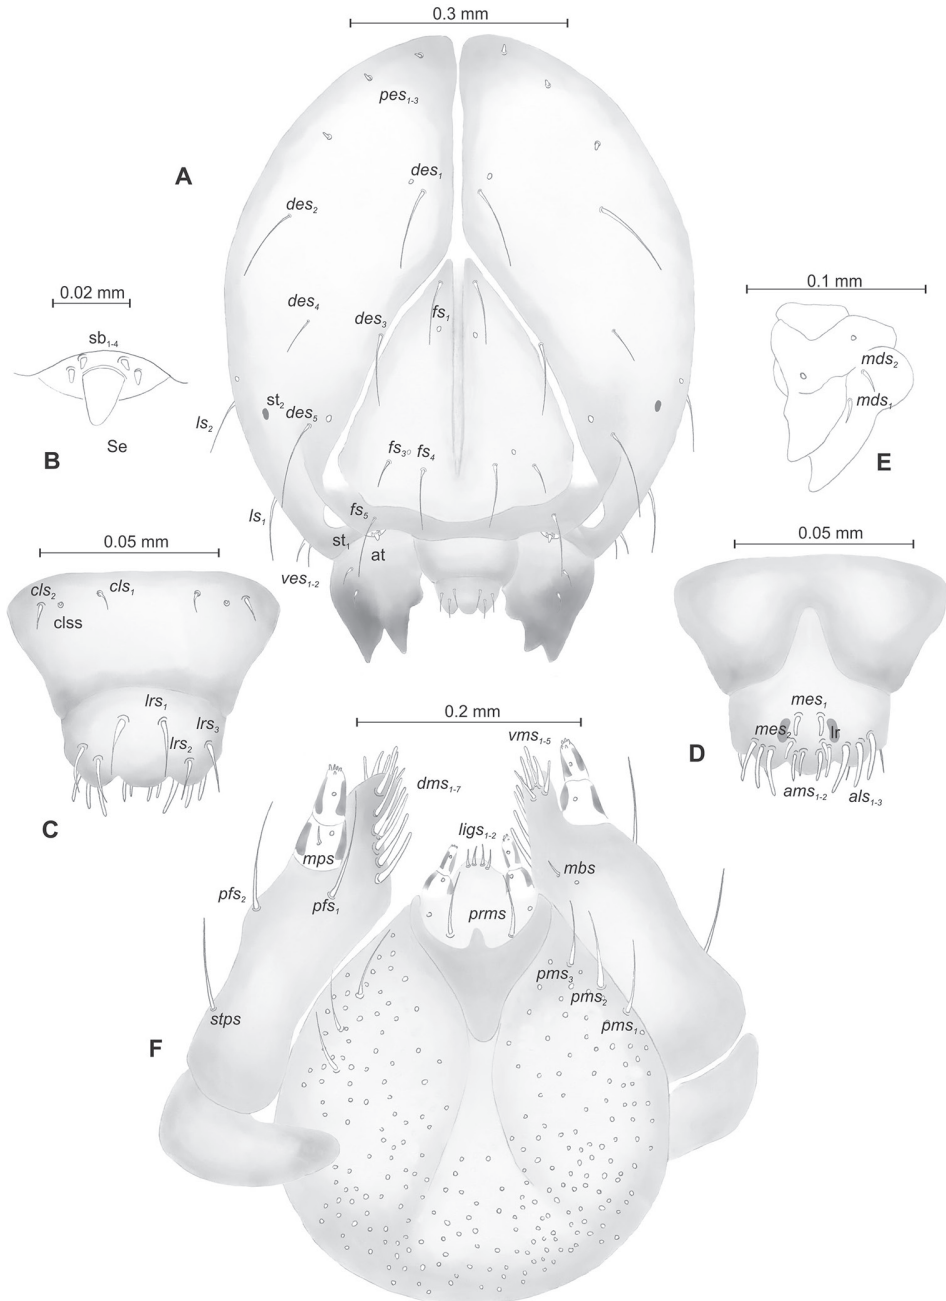 0.3 mm
pes1-3
A
des1
des2
0.02 mm
0.1 mm
des4
des3
fs1
sb1-4
mds2
mds1
st2
des5
ls2
Se
B
fs3
fs4
E
ls1
fs5
st1
at
0.05 mm
0.05 mm
ves1-2
cls2
cls1
clss
lrs1
lrs3
lrs2
0.2 mm
mes1
mes2
lr
vms1-5
D
dms1-7
ams1-2
als1-3
C
ligs1-2
mps
mbs
pfs2
pfs1
prms
pms3
pms2
stps
pms1
F